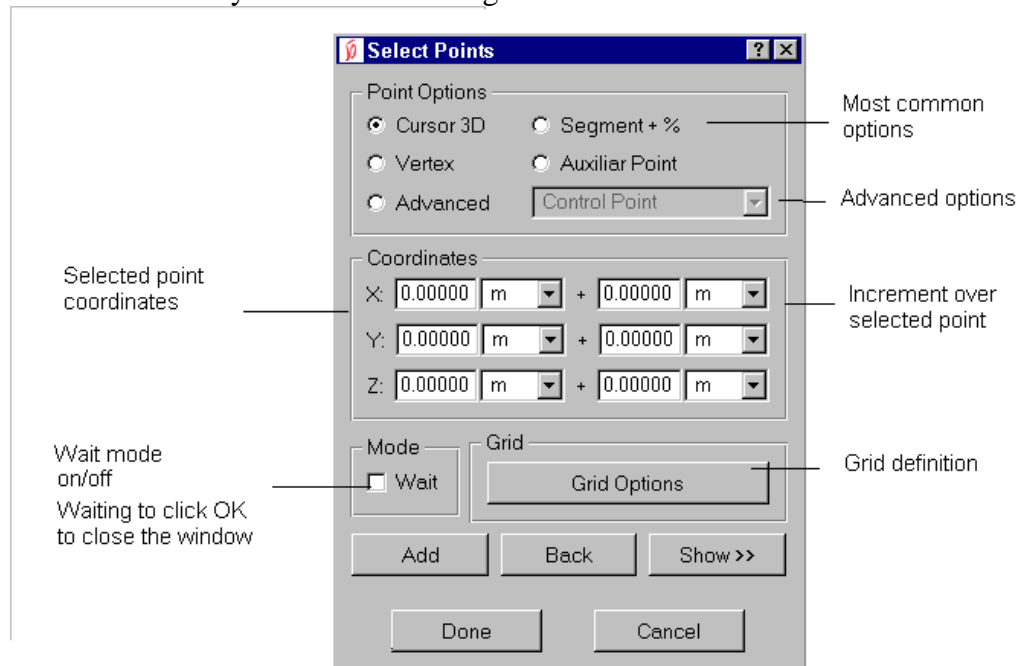 Select Points
Point Options
Cursor 3D
Segment + %
Vertex
Auxiliar Point
Advanced
Control Point
Most common
options
Advanced options
Selected point
coordinates
Coordinates
X: 0.00000 m + 0.00000 m
Y: 0.00000 m + 0.00000 m
Z: 0.00000 m + 0.00000 m
Increment over
selected point
Wait mode
on/off
Waiting to click OK
to close the window
Mode
Wait
Grid
Grid Options
Grid definition
Add
Back
Show >>
Done
Cancel